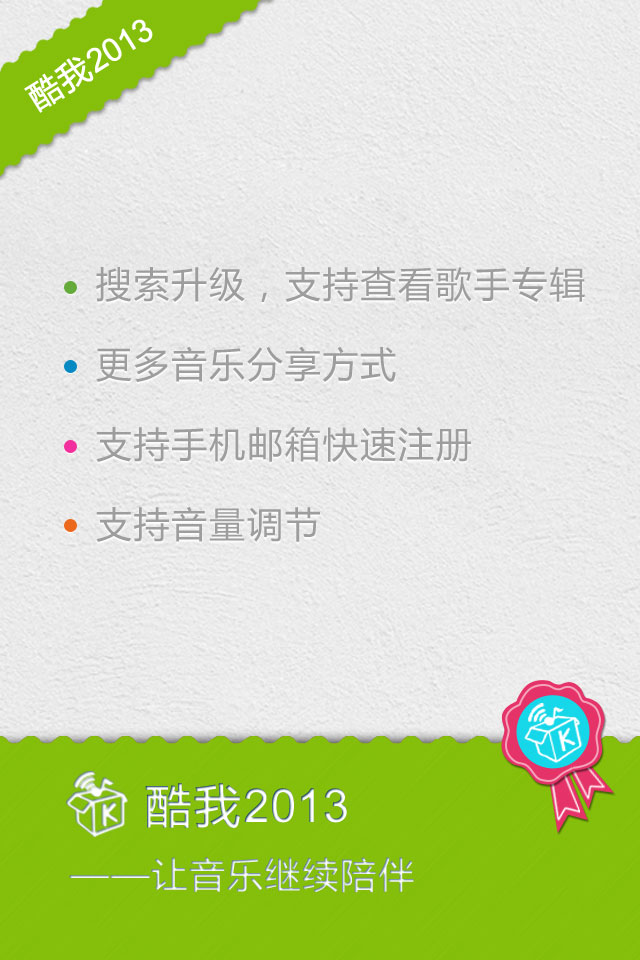 酷我2013
搜索升级，支持查看歌手专辑
更多音乐分享方式
支持手机邮箱快速注册
支持音量调节
K
K
酷我2013
——让音乐继续陪伴